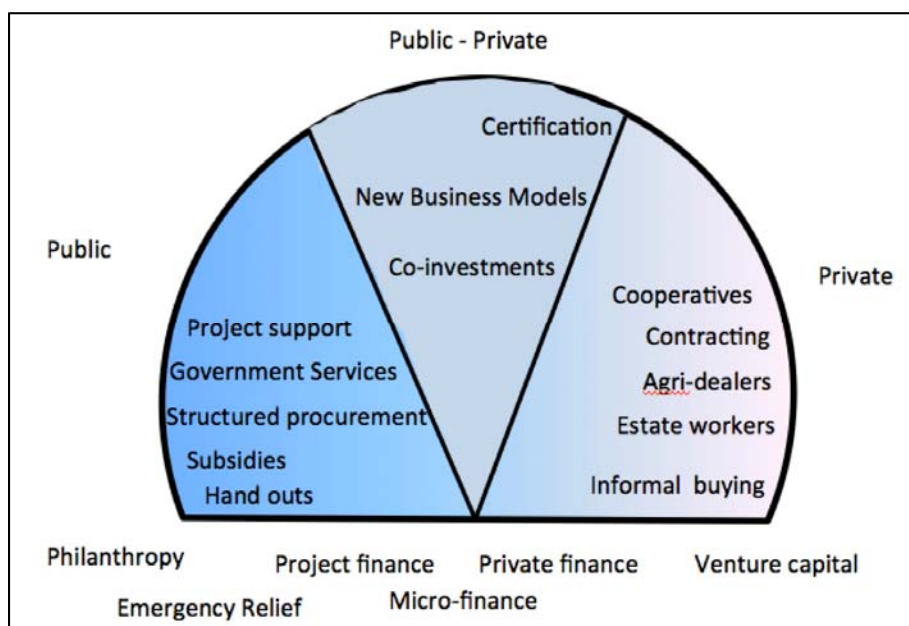 Public - Private
Certification
New Business Models
Co-investments
Public
Private
Cooperatives
Contracting
Agri-dealers
Estate workers
Informal buying
Project support
Government Services
Structured procurement
Subsidies
Hand outs
Philanthropy
Project finance
Private finance
Venture capital
Emergency Relief
Micro-finance